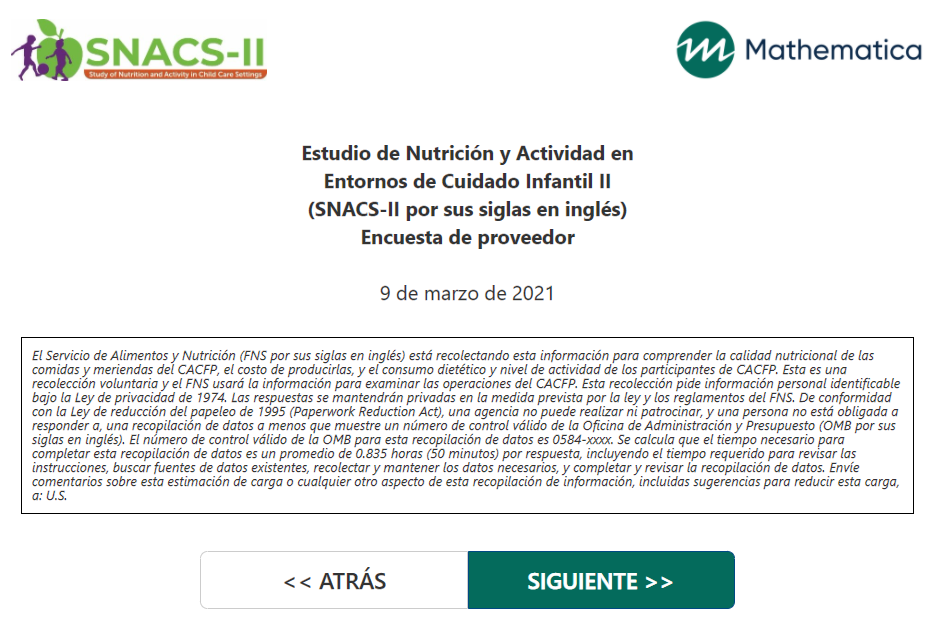 SNACS-II
Study of Nutrition and Activity in Child Care Settings
Mathematica
Estudio de Nutrición y Actividad en
Entornos de Cuidado Infantil II
(SNACS-II por sus siglas en inglés)
Encuesta de proveedor
9 de marzo de 2021
El Servicio de Alimentos y Nutrición (FNS por sus siglas en inglés) está recolectando esta información para comprender la calidad nutricional de las
comidas y meriendas del CACFP, el costo de producirlas, y el consumo dietético y nivel de actividad de los participantes de CACFP. Esta es una
recolección voluntaria y el FNS usará la información para examinar las operaciones del CACFP. Esta recolección pide información personal identificable
bajo la Ley de privacidad de 1974. Las respuestas se mantendrán privadas en la medida prevista por la ley y los reglamentos del FNS. De conformidad
con la Ley de reducción del papeleo de 1995 (Paperwork Reduction Act), una agencia no puede realizar ni patrocinar, y una persona no está obligada a
responder a, una recopilación de datos a menos que muestre un número de control válido de la Oficina de Administración y Presupuesto (OMB por sus
siglas en inglés). El número de control válido de la OMB para esta recopilación de datos es 0584-xxxx. Se calcula que el tiempo necesario para
completar esta recopilación de datos es un promedio de 0.835 horas (50 minutos) por respuesta, incluyendo el tiempo requerido para revisar las
instrucciones, buscar fuentes de datos existentes, recolectar y mantener los datos necesarios, y completar y revisar la recopilación de datos. Envíe
comentarios sobre esta estimación de carga o cualquier otro aspecto de esta recopilación de información, incluidas sugerencias para reducir esta carga,
a: U.S.
<< ATRÁS
SIGUIENTE >>